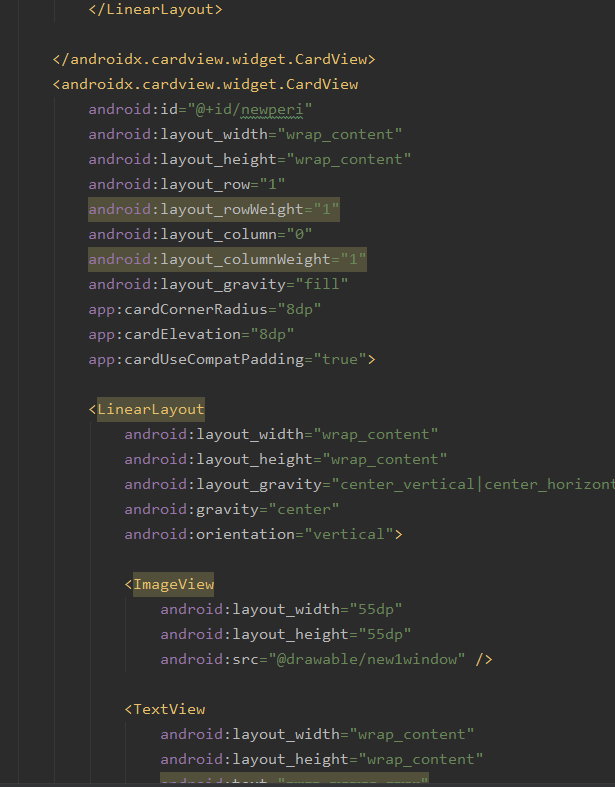 </LinearLayout>
</androidx.cardview.widget.CardView>
<androidx.cardview.widget.CardView
android:id="@+id/newperi"
android:layout_width="wrap_content"
android:layout_height="wrap_content"
android:layout_row="1"
android:layout_rowWeight="1"
android:layout_column="0"
android:layout_columnWeight="1"
android:layout_gravity="fill"
app:cardCornerRadius="8dp"
app:cardElevation="8dp"
app:cardUseCompatPadding="true">
<LinearLayout
android:layout_width="wrap_content"
android:layout_height="wrap_content"
android:layout_gravity="center_vertical|center_horizont
android:gravity="center"
android:orientation="vertical">
<ImageView
android:layout_width="55dp"
android:layout_height="55dp"
android:src="@drawable/new1window" />
<TextView
android:layout_width="wrap_content"
android:layout_height="wrap_content"